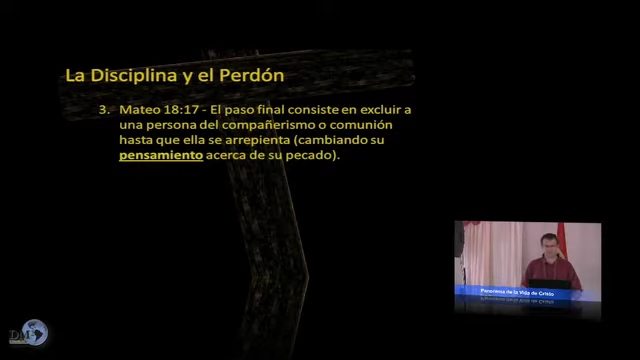 La Disciplina y el Perdón
3. Mateo 18:17 - El paso final consiste en excluir a
una persona del compañerismo o comunión
hasta que ella se arrepienta (cambiando su
pensamiento acerca de su pecado).
Panorama de la Vida de Cristo
DM